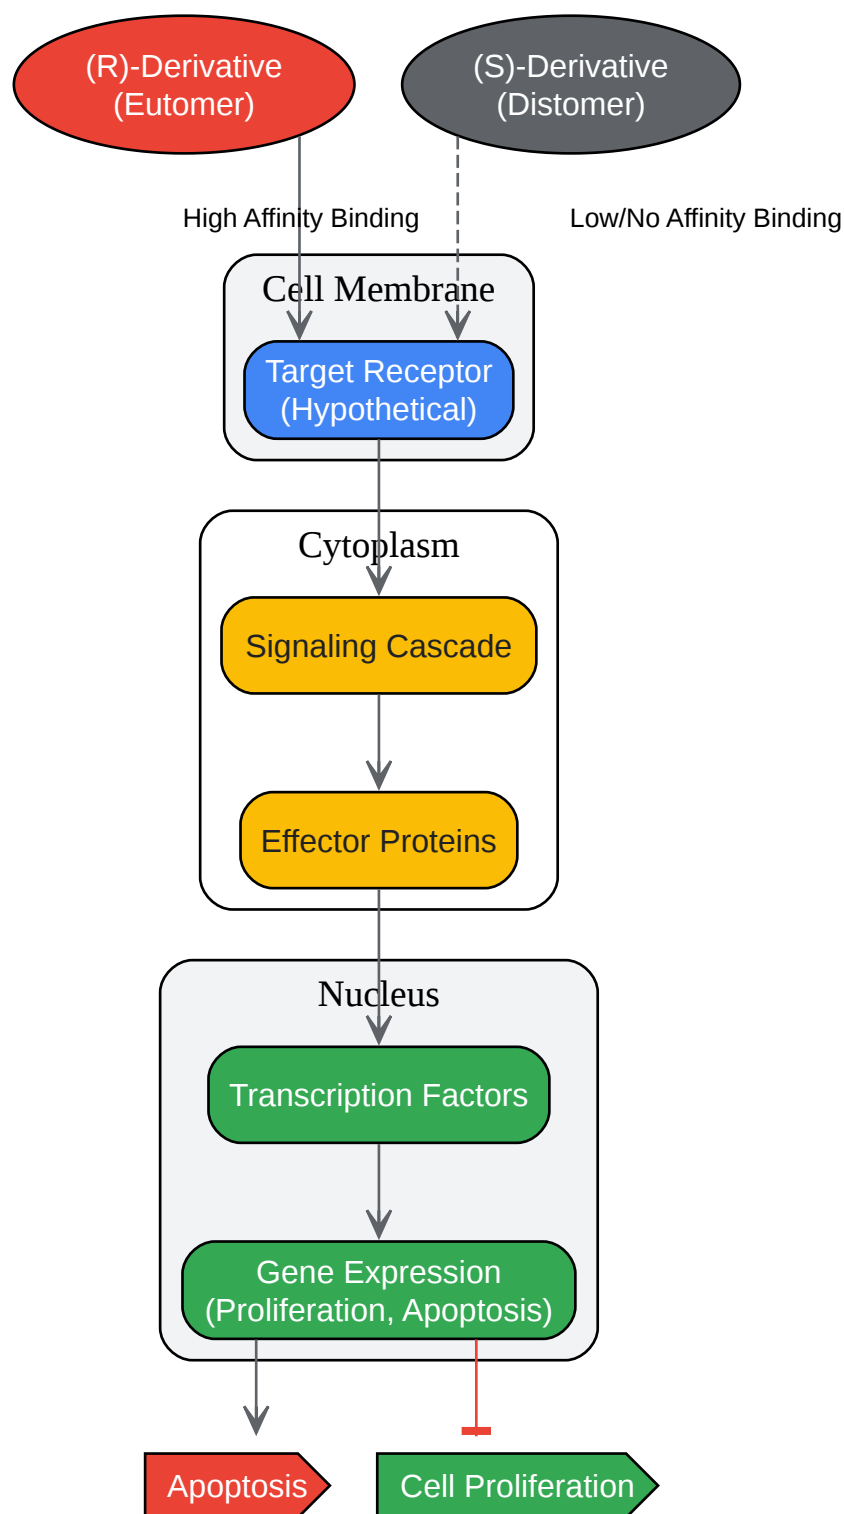 (R)-Derivative
(Eutomer)
(S)-Derivative
(Distomer)
High Affinity Binding
Low/No Affinity Binding
Cell Membrane
Target Receptor
(Hypothetical)
Cytoplasm
Signaling Cascade
Effector Proteins
Nucleus
Transcription Factors
Gene Expression
(Proliferation, Apoptosis)
Apoptosis
Cell Proliferation